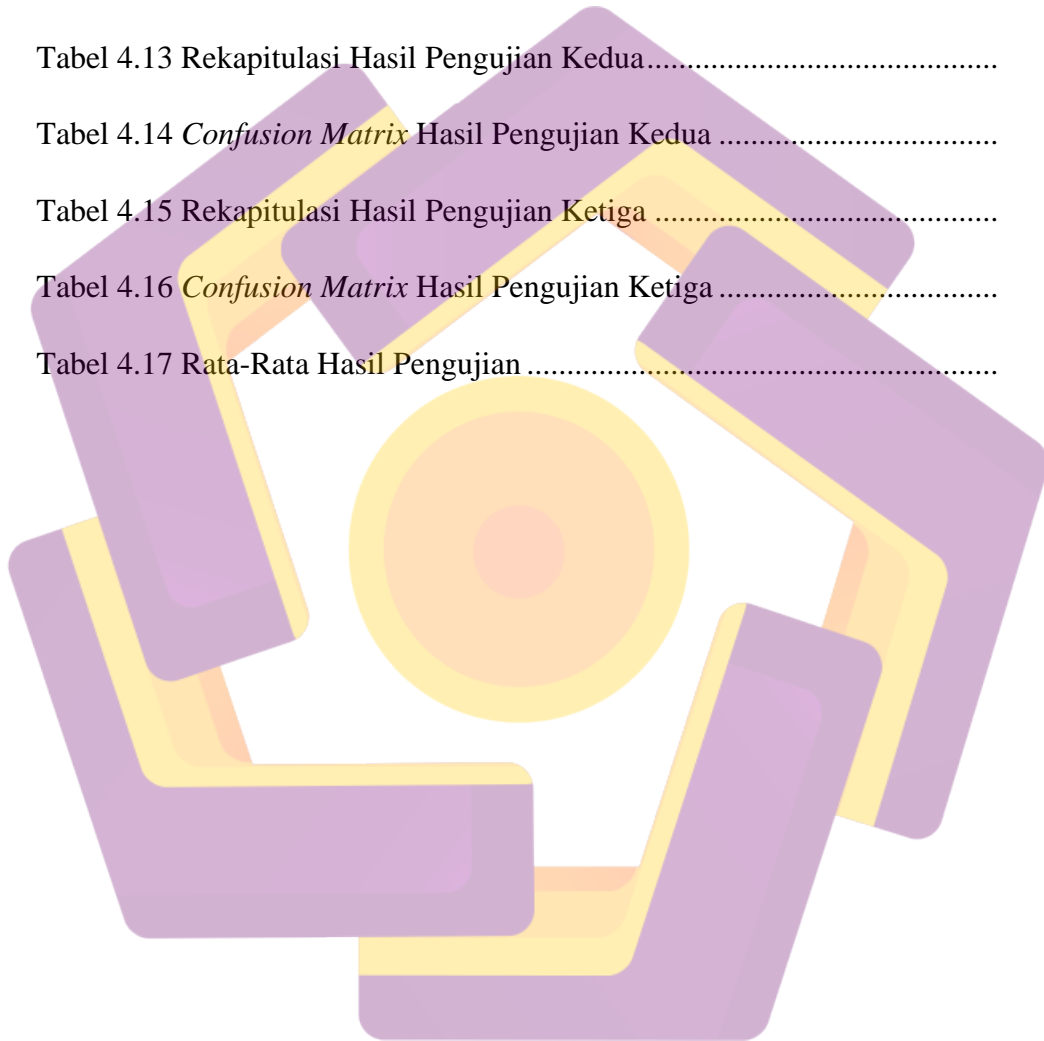 Tabel 4.13 Rekapitulasi Hasil Pengujian Kedua............................................
Tabel 4.14 Confusion Matrix Hasil Pengujian Kedua ...................................
Tabel 4.15 Rekapitulasi Hasil Pengujian Ketiga ...........................................
Tabel 4.16 Confusion Matrix Hasil Pengujian Ketiga ...................................
Tabel 4.17 Rata-Rata Hasil Pengujian ...........................................................